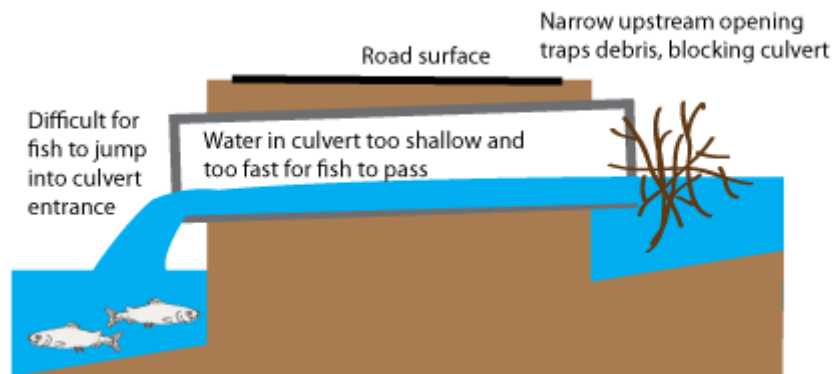 Narrow upstream opening
traps debris, blocking culvert
Road surface
Difficult for
fish to jump
into culvert
entrance
Water in culvert too shallow and
too fast for fish to pass